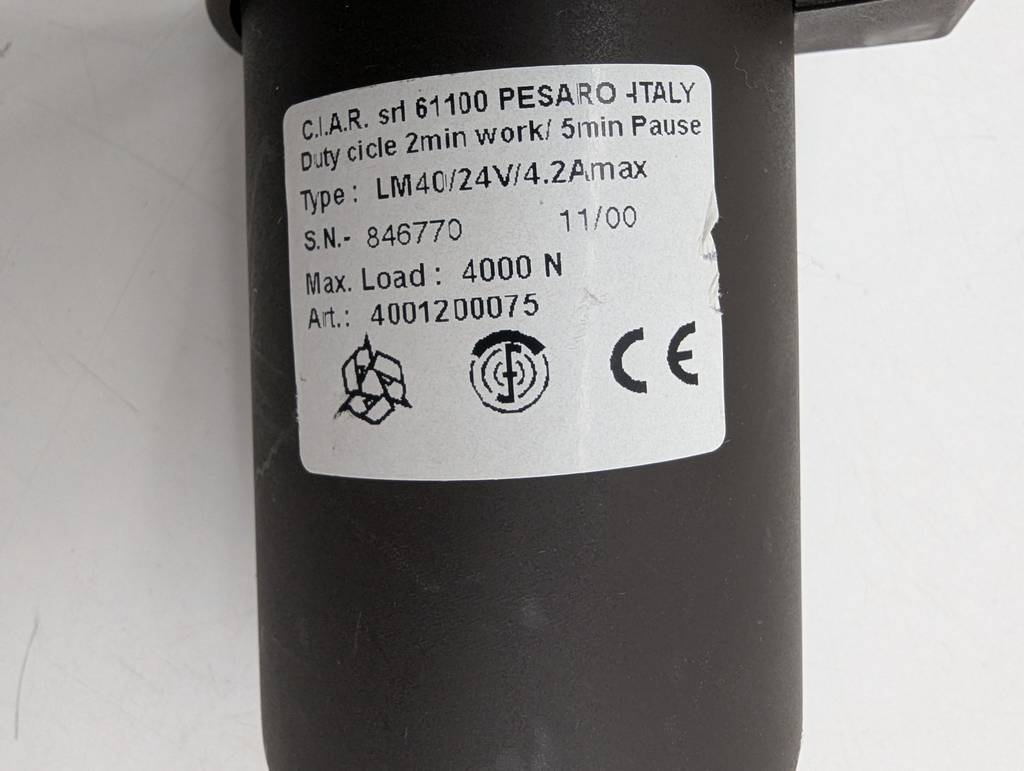 C.I.A.R. srl 61100 PESARO -ITALY
Duty cicle 2min work/ 5min Pause
Type : LM40/24V/4.2Amax
S.N.- 846770 11/00
Max. Load : 4000 N
Art.: 4001200075
CE